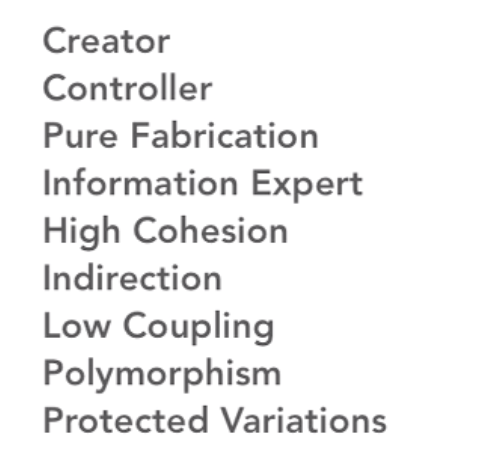 Creator
Controller
Pure Fabrication
Information Expert
High Cohesion
Indirection
Low Coupling
Polymorphism
Protected Variations